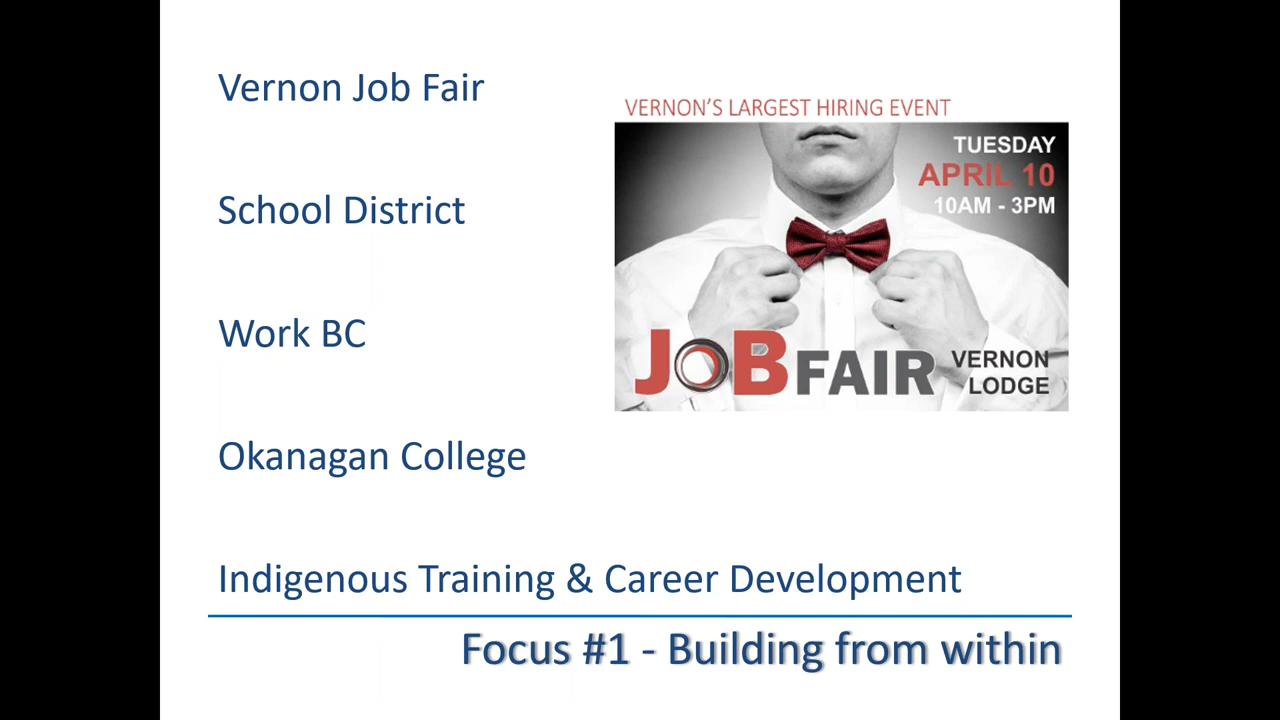 Vernon Job Fair
School District
Work BC
Okanagan College
Indigenous Training & Career Development
VERNON'S LARGEST HIRING EVENT
TUESDAY
APRIL 10
10AM - 3PM
JOB FAIR
VERNON
LODGE
Focus #1 - Building from within